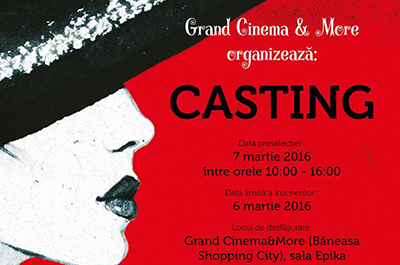 Grand Cinema & More
organizează:
CASTING
Data preselecției :
7 martie 2016
între orele 10:00 - 16:00
Data limită a înscrierilor :
6 martie 2016
Locul de desfășurare:
Grand Cinema&More (Băneasa
Shopping City), sala Epika